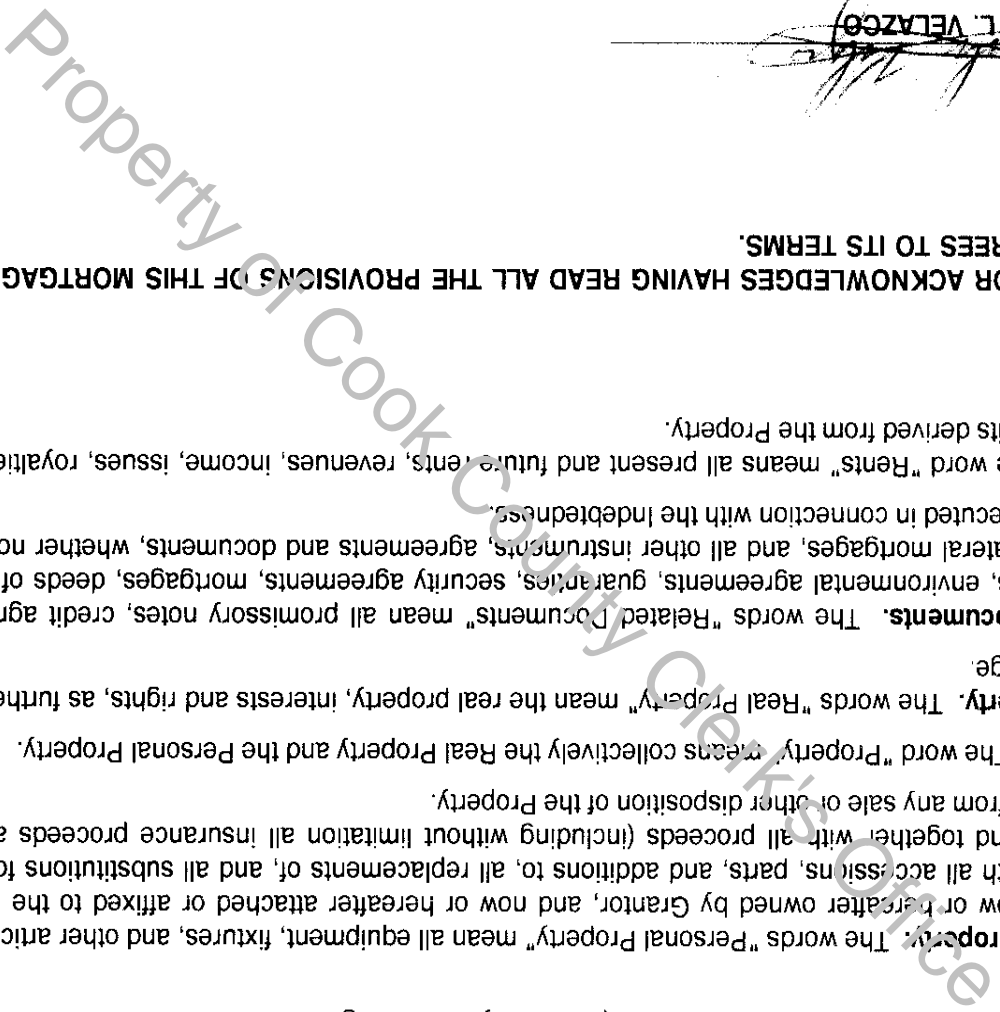 roperty. The words "Personal Property" mean all equipment, fixtures, and other artic
ow or hereafter owned by Grantor, and now or hereafter attached or affixed to the
th all accessions, parts, and additions to, all replacements of, and all substitutions fo
nd together with all proceeds (including without limitation all insurance proceeds a
rom any sale or other disposition of the Property.
he word "Property" means collectively the Real Property and the Personal Property.
erty. The words "Real Property" mean the real property, interests and rights, as furthe
ge.
ocuments. The words "Related Documents" mean all promissory notes, credit agr
s, environmental agreements, guaranties, security agreements, mortgages, deeds of
ateral mortgages, and all other instruments, agreements and documents, whether no
ecuted in connection with the Indebtedness.
e word "Rents" means all present and future rents, revenues, income, issues, royaltie
its derived from the Property.
OR ACKNOWLEDGES HAVING READ ALL THE PROVISIONS OF THIS MORTGAG
REES TO ITS TERMS.
L. VELAZCO
Property of Cook County Clerk's Office